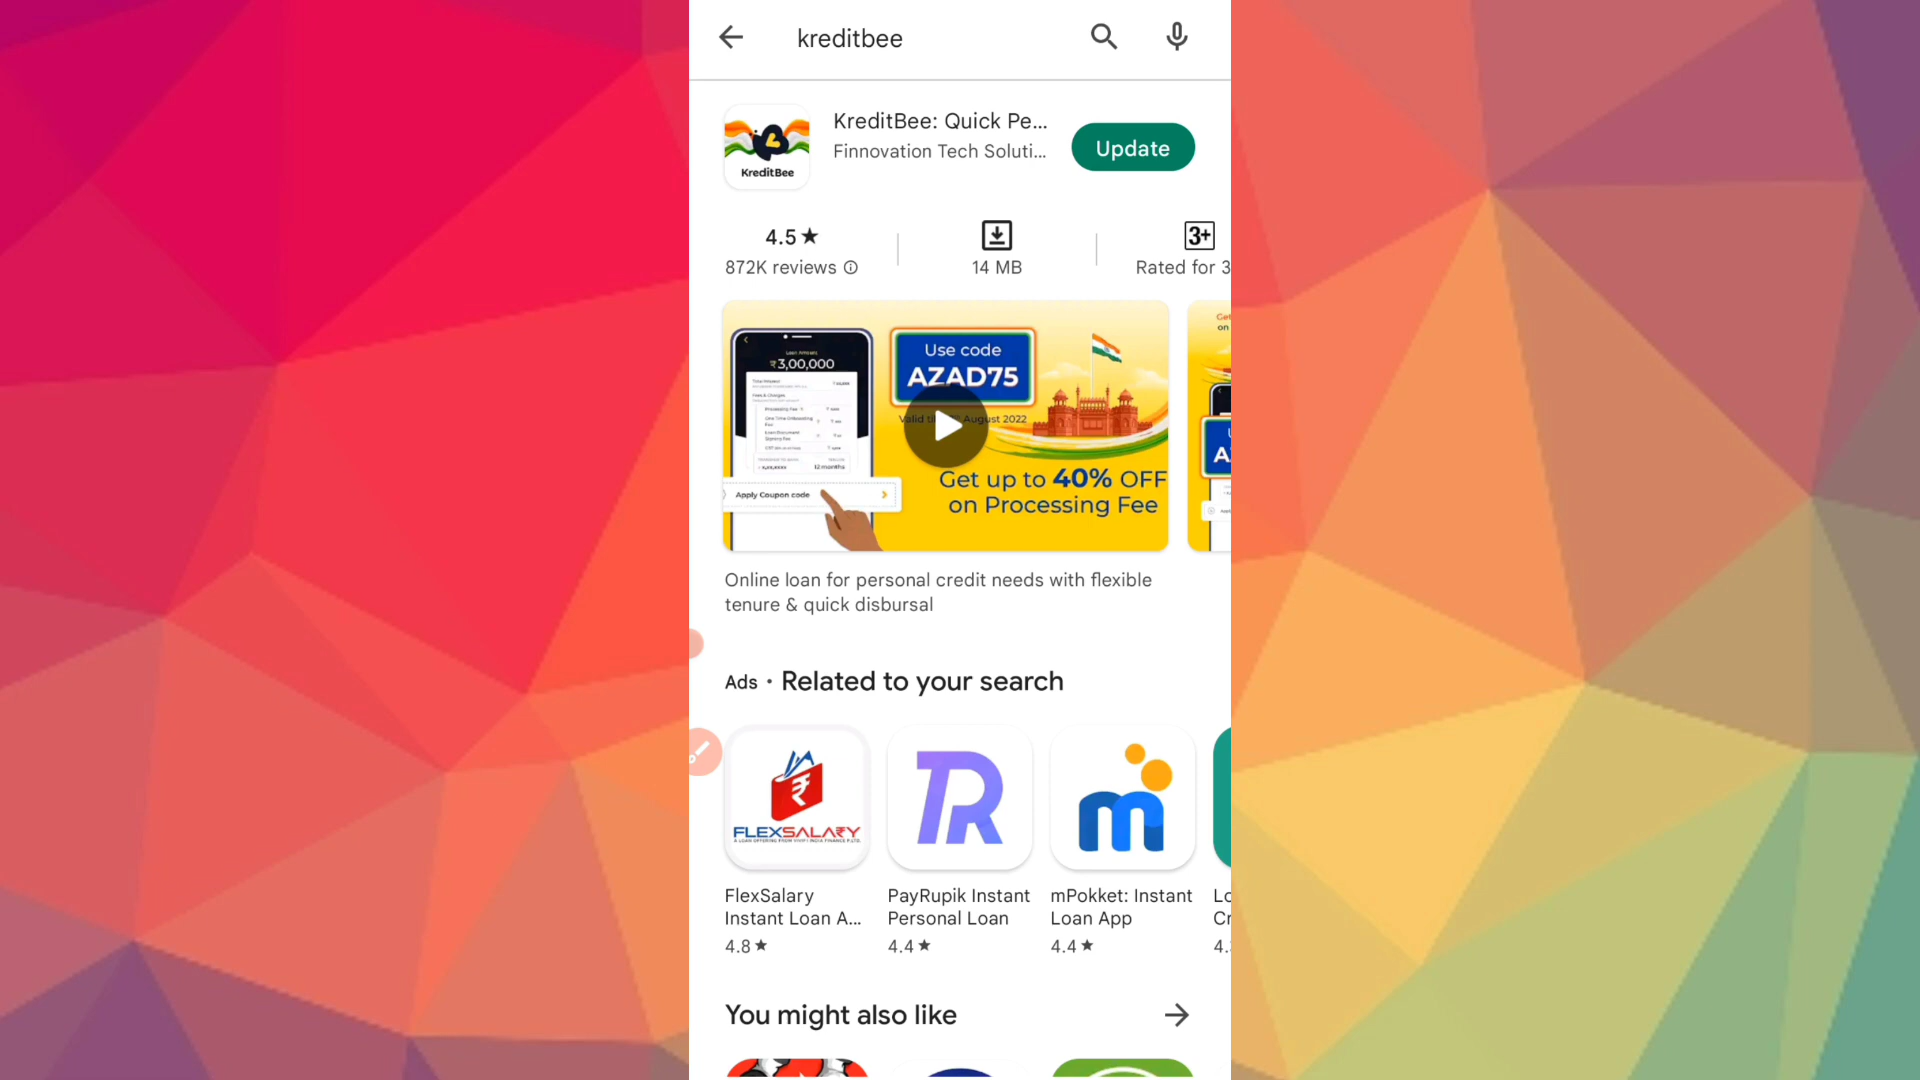 kreditbee
KreditBee
KreditBee: Quick Pe...
Finnovation Tech Soluti...
Update
4.5★
872K reviews
14 MB
3+
Rated for 3
Loan Amount
₹3,00,000
Apply Coupon code
12 months
Use code
AZAD75
August 2022
Get up to 40% OFF
on Processing Fee
Online loan for personal credit needs with flexible
tenure & quick disbursal
Ads • Related to your search
FLEXSALARY
FlexSalary
Instant Loan A...
4.8★
PayRupik Instant
Personal Loan
4.4★
mPokket: Instant
Loan App
4.4★
You might also like